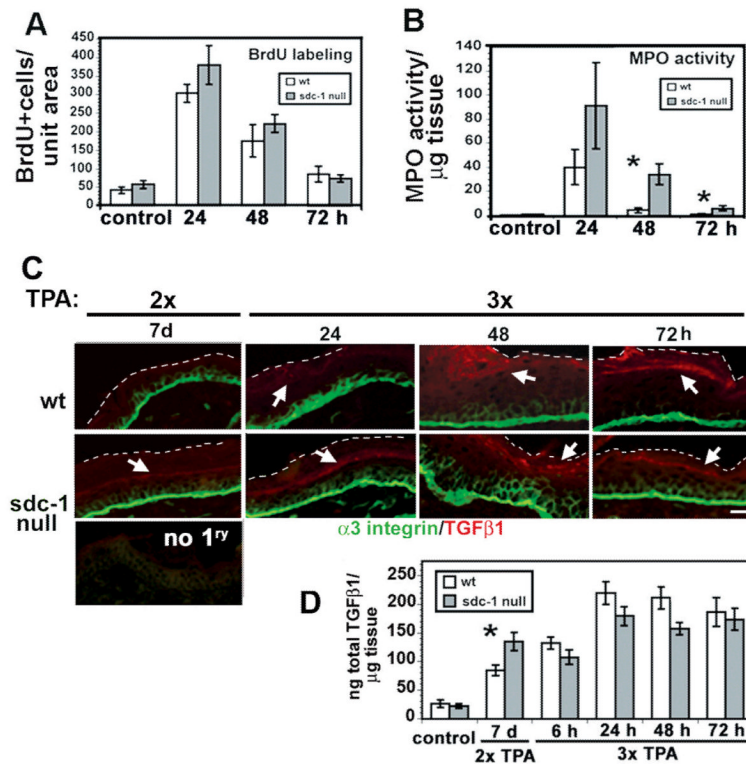 A
BrdU labeling
wt
sdc-1 null
BrdU+cells/
unit area
450
400
350
300
250
200
150
100
50
0
control 24 48 72 h
B
MPO activity
wt
sdc-1 null
MPO activity/
µg tissue
140
120
100
80
60
40
20
0
*
*
control 24 48 72 h
C
TPA: 2x 3x
7d 24 48 72 h
wt
sdc-1
null
no 1ry
α3 integrin/TGFβ1
D
wt
sdc-1 null
ng total TGFβ1/
µg tissue
250
200
150
100
50
0
*
control 7 d 6 h 24 h 48 h 72 h
2x TPA 3x TPA